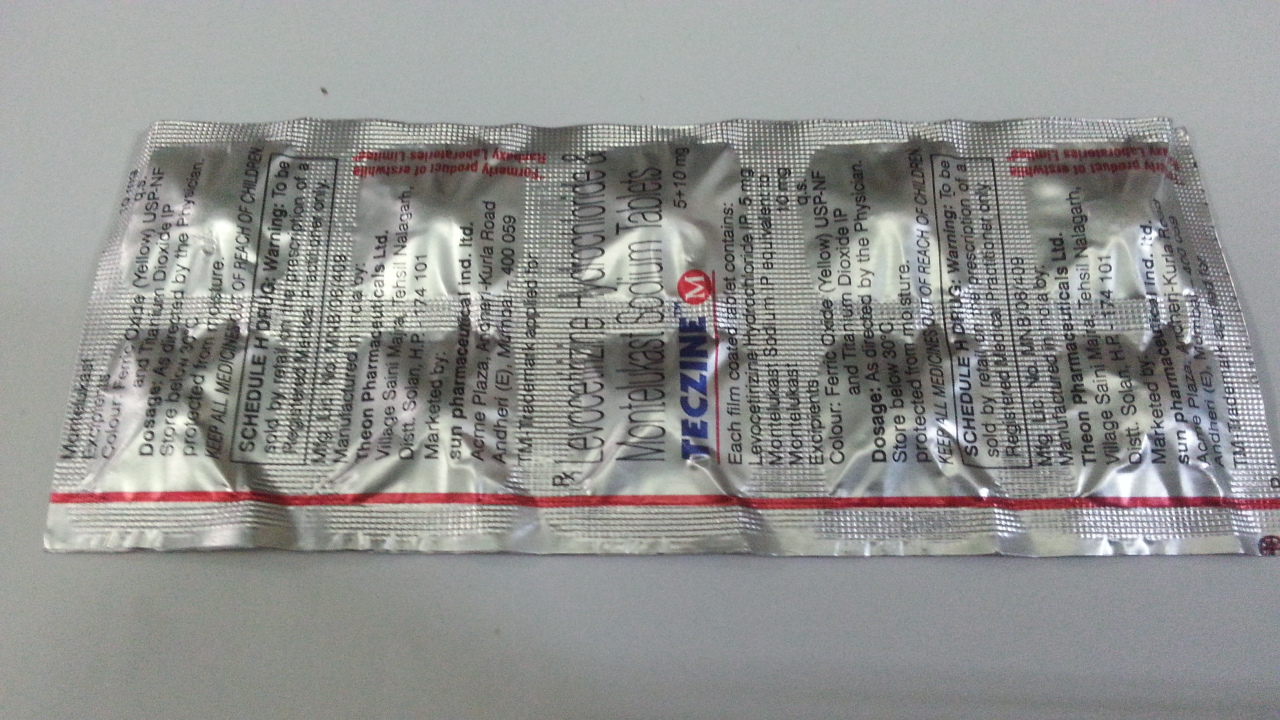 Montelukast
Excipients q.s.
Colour: Ferric Oxide (Yellow) USP-NF
and Titanium Dioxide IP
Dosage: As directed by the Physician.
Store below 30°C
protected from moisture.
KEEP ALL MEDICINES OUT OF REACH OF CHILDREN
SCHEDULE H DRUG: Warning: To be
sold by retail on the prescription of a
Registered Medical Practitioner only.
Mfg. Lic. No.: MNB/06/409
Manufactured in India by:
Theon Pharmaceuticals Ltd.
Village Saini Majra, Tehsil Nalagarh,
Distt. Solan, H.P. - 174 101
Marketed by:
sun pharmaceutical ind. ltd.
Acme Plaza, Andheri-Kurla Road
Andheri (E), Mumbai - 400 059
TM: Trademark applied for
Formerly product of erstwhile
Ranbaxy Laboratories Limited
Rx
Levocetirizine Hydrochloride &
Montelukast Sodium Tablets
5+10 mg
TECZINE™ M
Each film coated tablet contains:
Levocetirizine Hydrochloride IP 5 mg
Montelukast Sodium IP equivalent to
Montelukast 10 mg
Excipients q.s.
Colour: Ferric Oxide (Yellow) USP-NF
and Titanium Dioxide IP
Dosage: As directed by the Physician.
Store below 30°C
protected from moisture.
KEEP ALL MEDICINES OUT OF REACH OF CHILDREN
SCHEDULE H DRUG: Warning: To be
sold by retail on the prescription of a
Registered Medical Practitioner only.
Mfg. Lic. No.: MNB/06/409
Manufactured in India by:
Theon Pharmaceuticals Ltd.
Village Saini Majra, Tehsil Nalagarh,
Distt. Solan, H.P. - 174 101
Marketed by:
sun pharmaceutical ind. ltd.
Acme Plaza, Andheri-Kurla Road
Andheri (E), Mumbai - 400 059
TM: Trademark applied for
erly product of erstwhile
xy Laboratories Limited